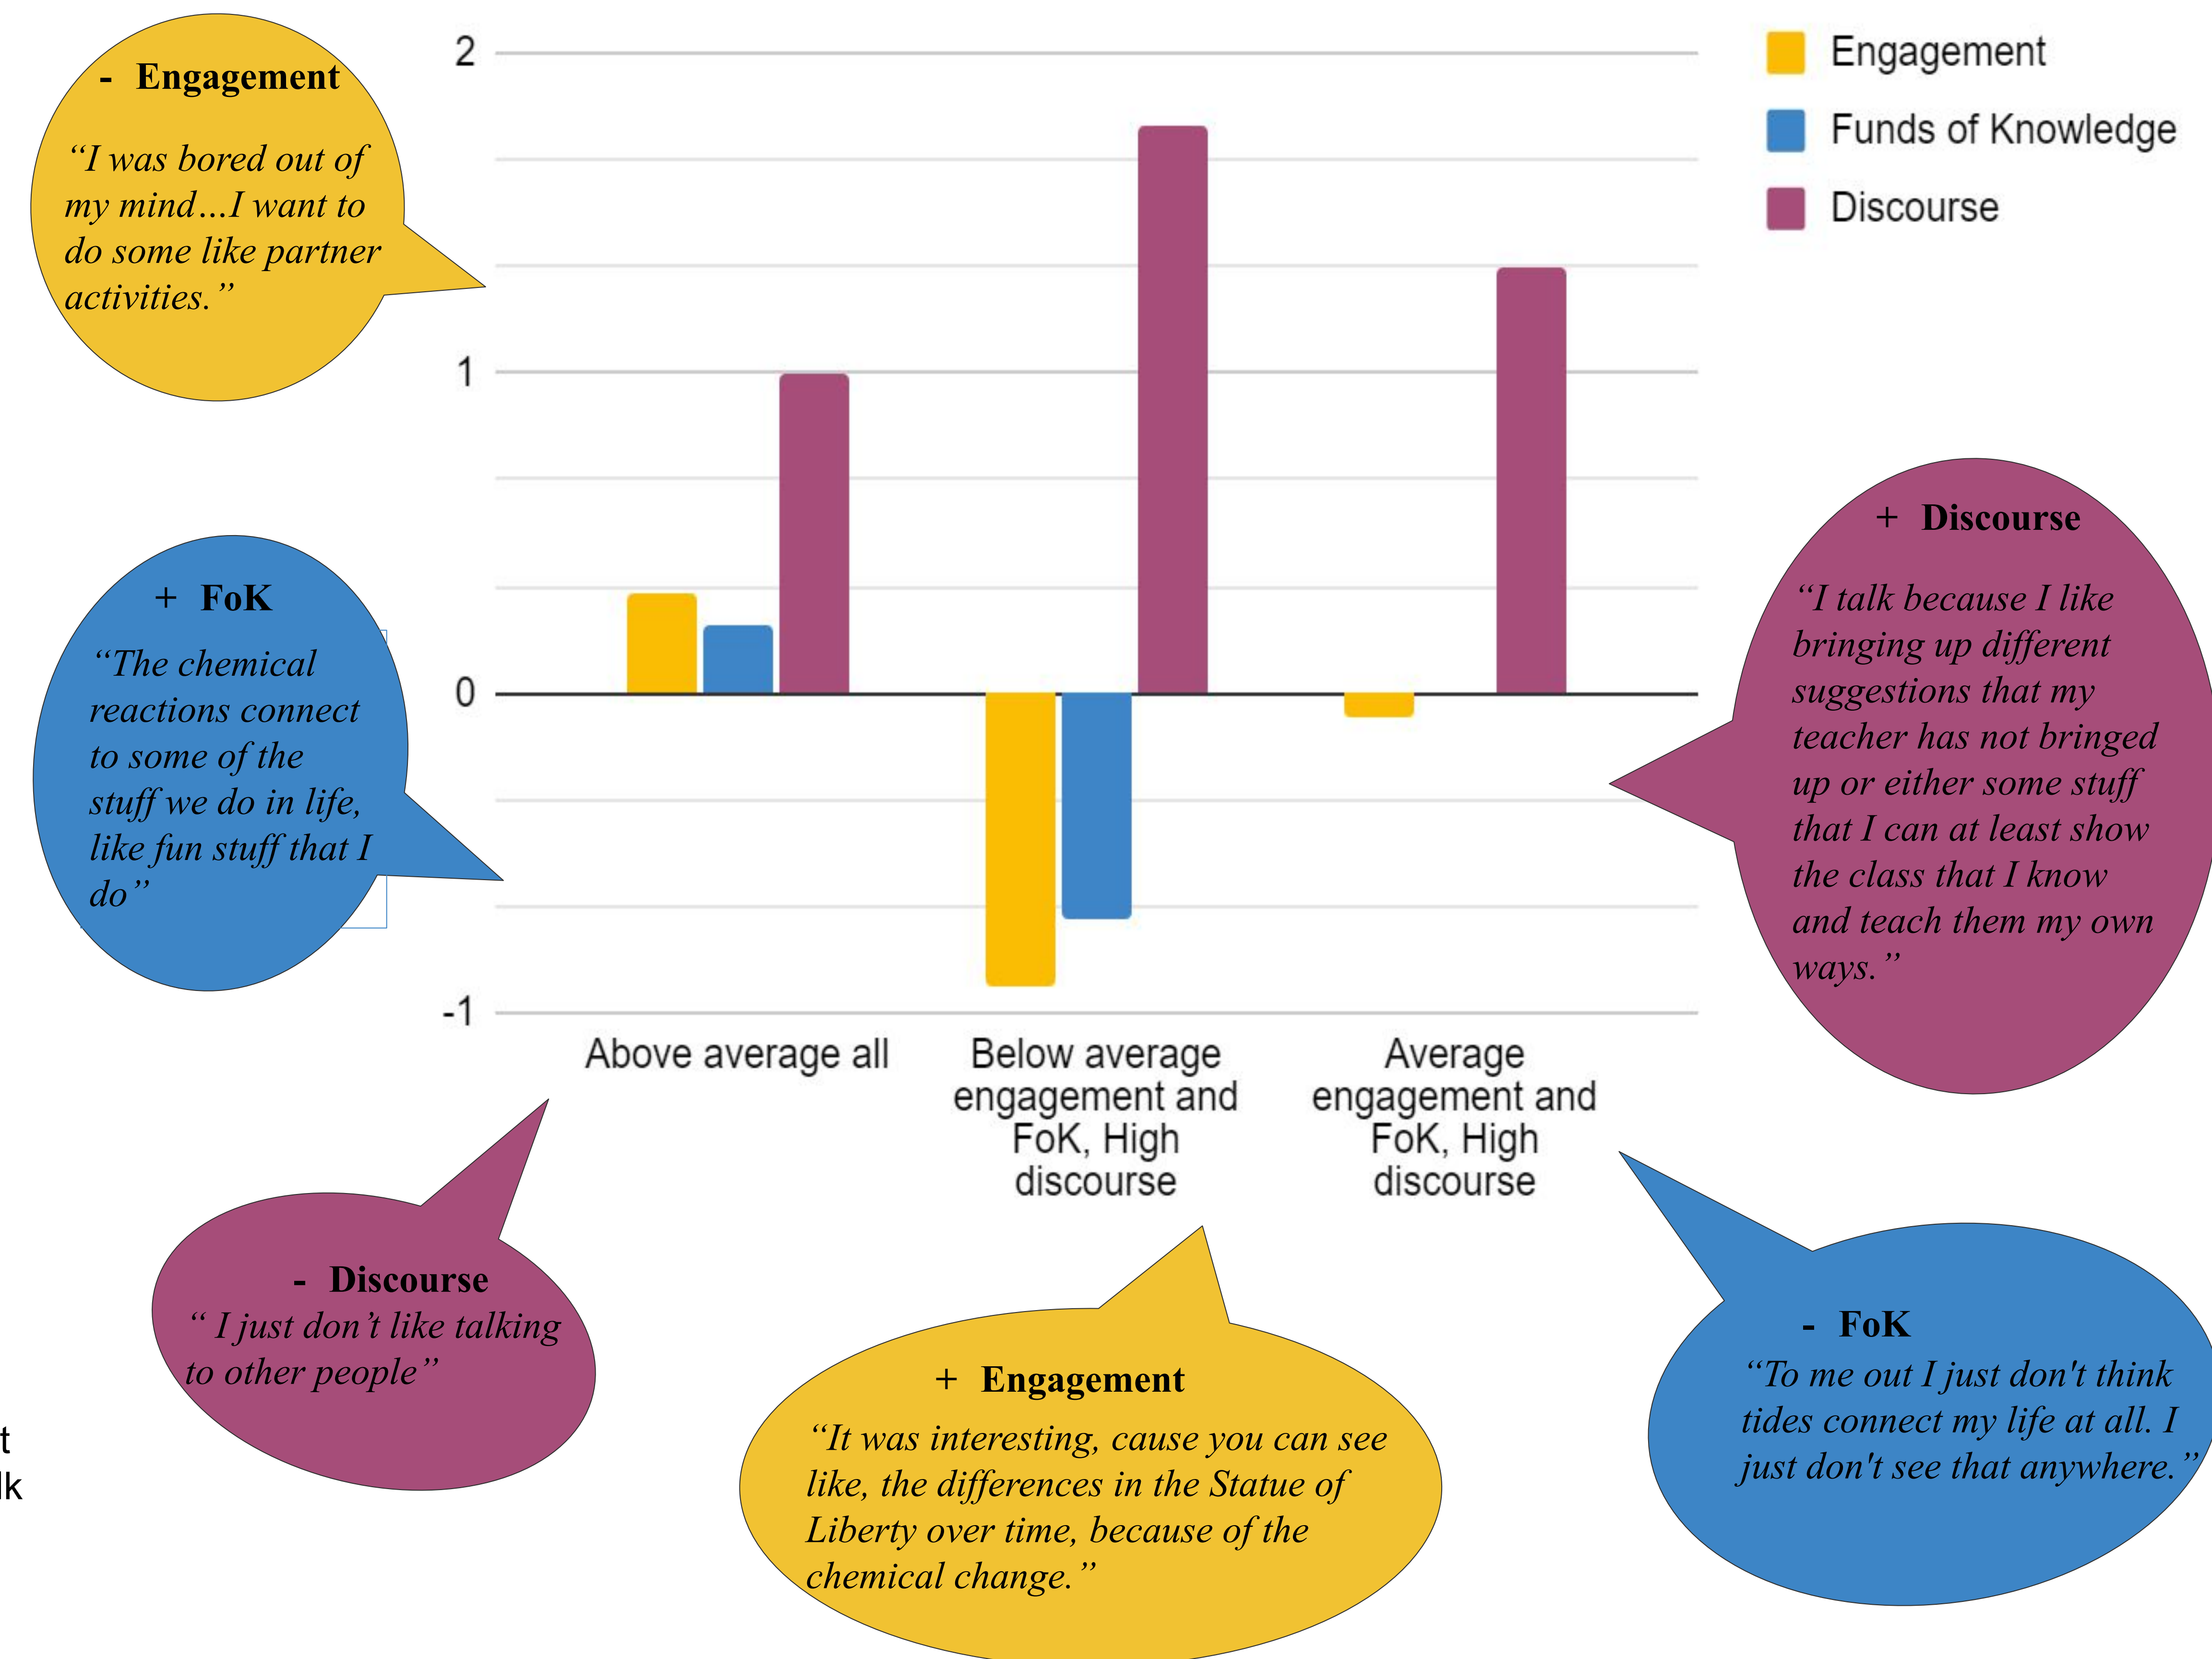 - Engagement
“I was bored out of
my mind...I want to
do some like partner
activities.”
2
1
0
-1
Engagement
Funds of Knowledge
Discourse
+ FoK
“The chemical
reactions connect
to some of the
stuff we do in life,
like fun stuff that I
do”
+ Discourse
“I talk because I like
bringing up different
suggestions that my
teacher has not bringed
up or either some stuff
that I can at least show
the class that I know
and teach them my own
ways.”
Above average all
Below average
engagement and
FoK, High
discourse
Average
engagement and
FoK, High
discourse
- Discourse
“ I just don’t like talking
to other people”
+ Engagement
“It was interesting, cause you can see
like, the differences in the Statue of
Liberty over time, because of the
chemical change.”
- FoK
“To me out I just don't think
tides connect my life at all. I
just don't see that anywhere.”